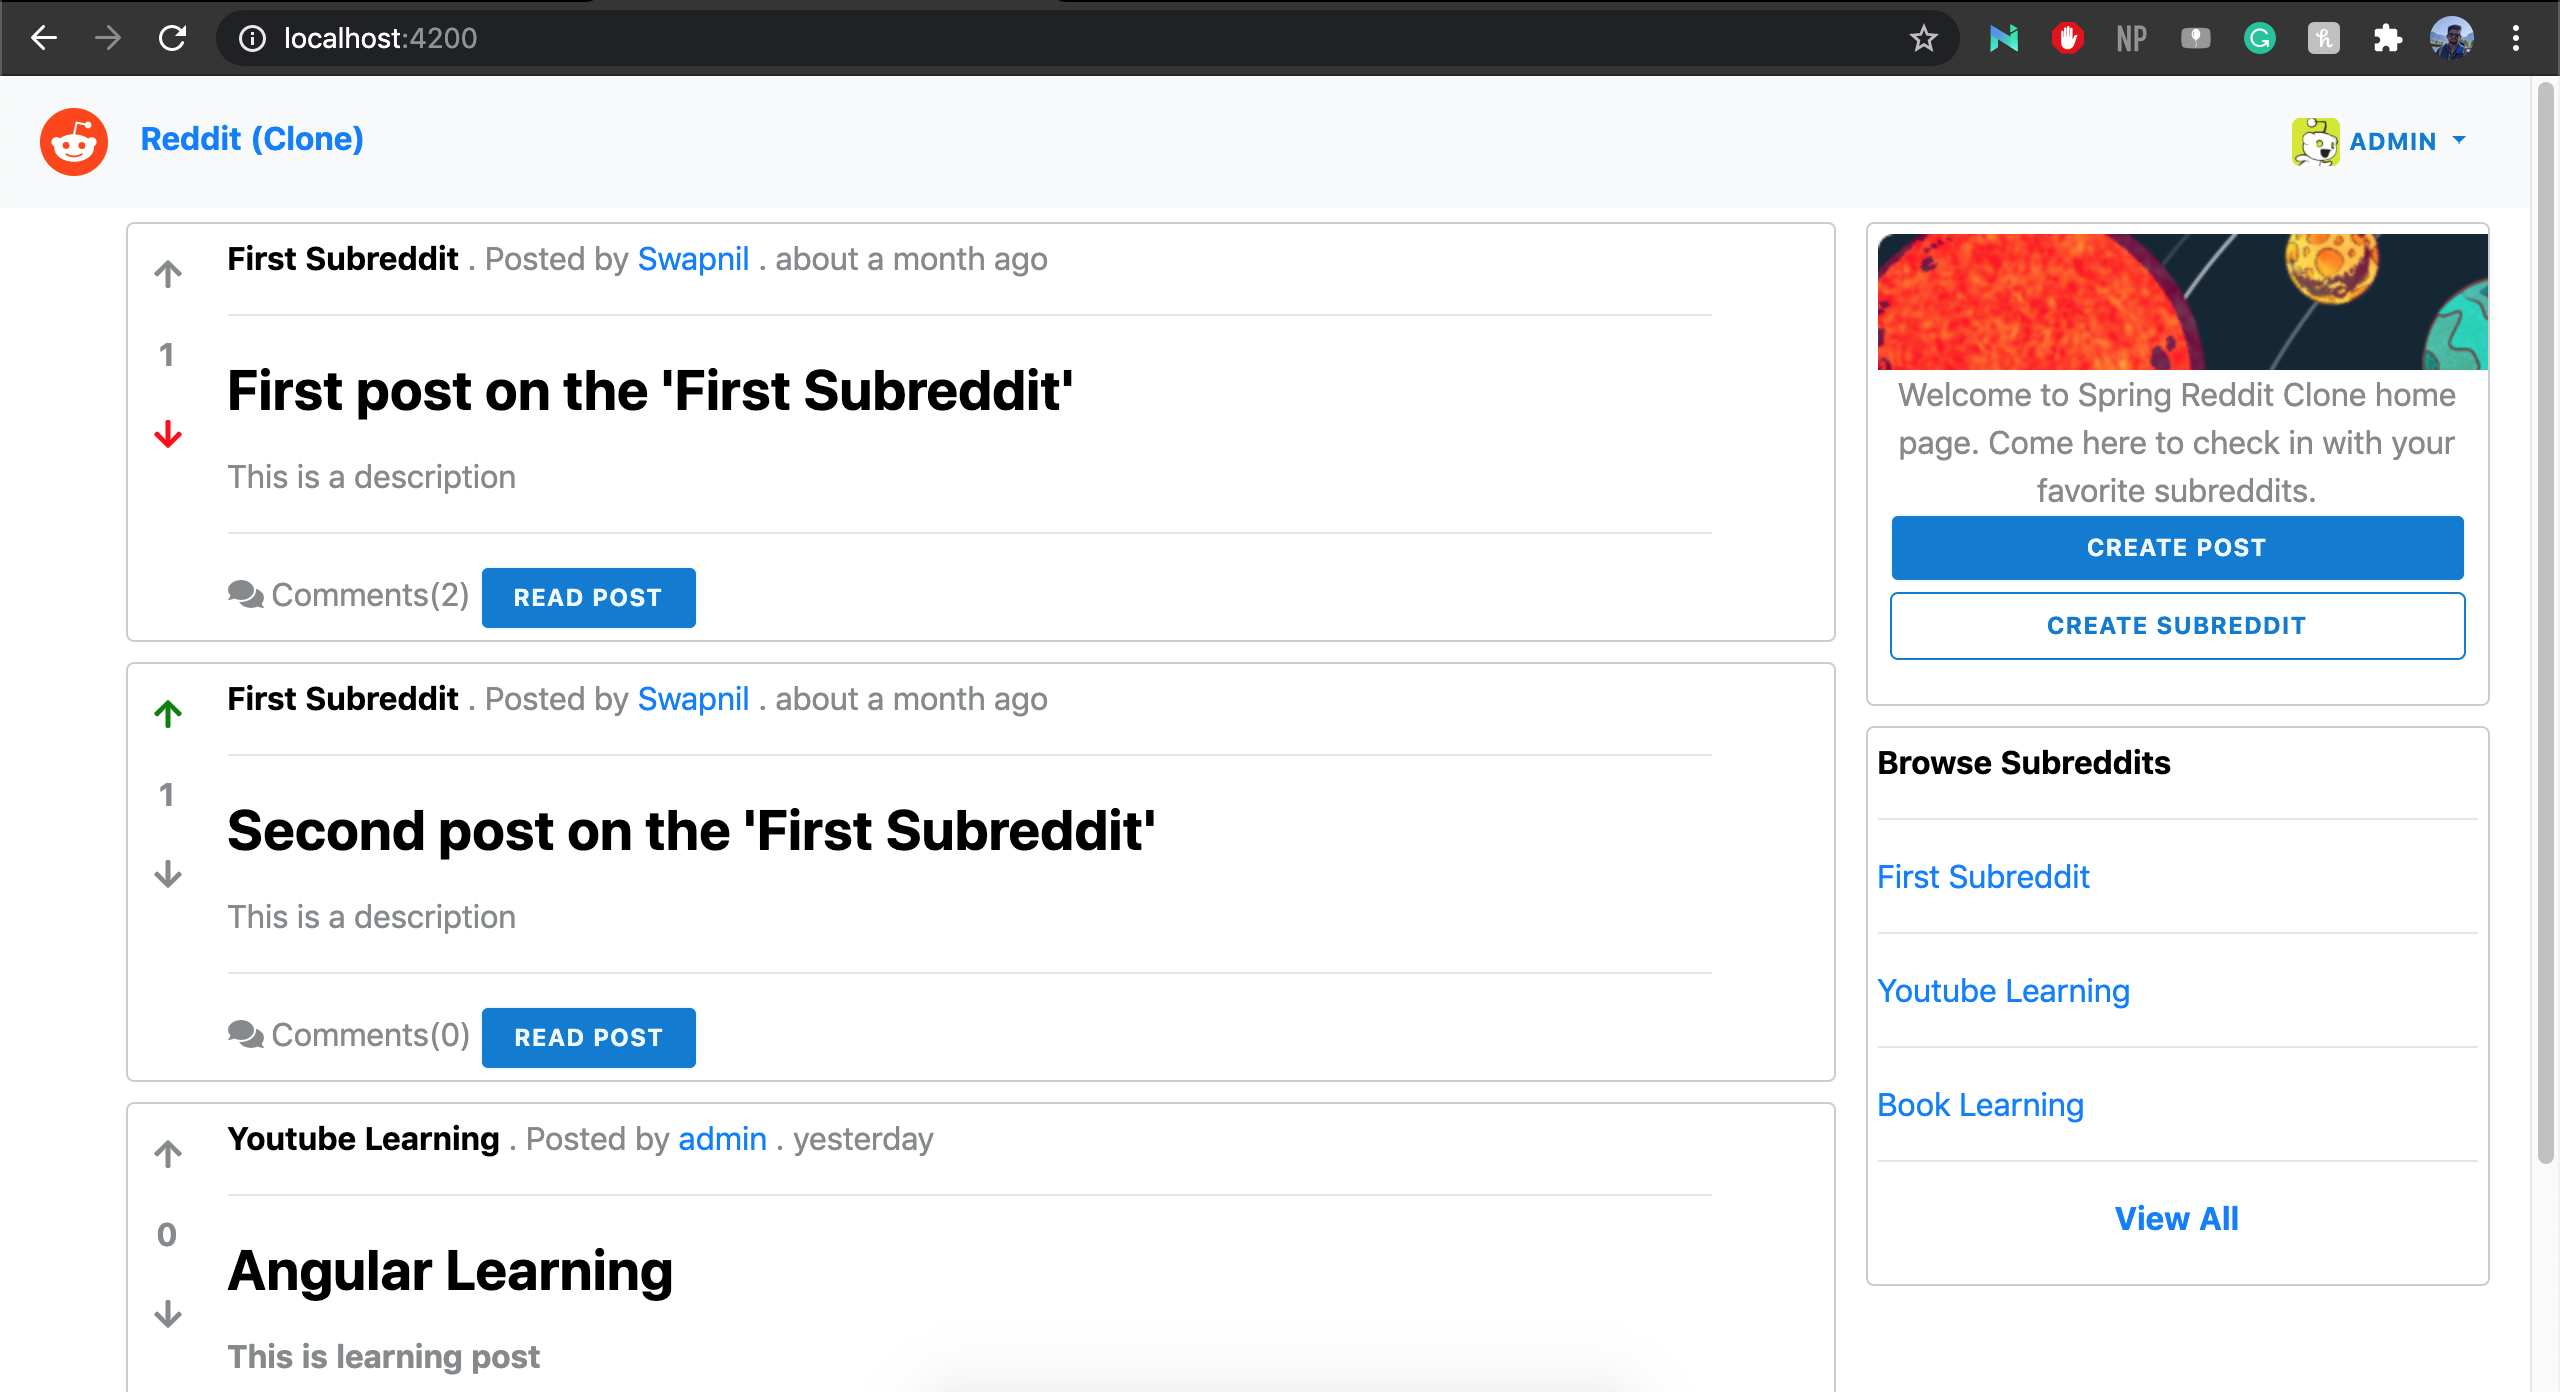 localhost:4200
NP
Reddit (Clone)
ADMIN
First Subreddit . Posted by Swapnil . about a month ago
1
First post on the 'First Subreddit'
This is a description
Comments(2) READ POST
First Subreddit . Posted by Swapnil . about a month ago
1
Second post on the 'First Subreddit'
This is a description
Comments(0) READ POST
Youtube Learning . Posted by admin . yesterday
0
Angular Learning
This is learning post
Welcome to Spring Reddit Clone home
page. Come here to check in with your
favorite subreddits.
CREATE POST
CREATE SUBREDDIT
Browse Subreddits
First Subreddit
Youtube Learning
Book Learning
View All